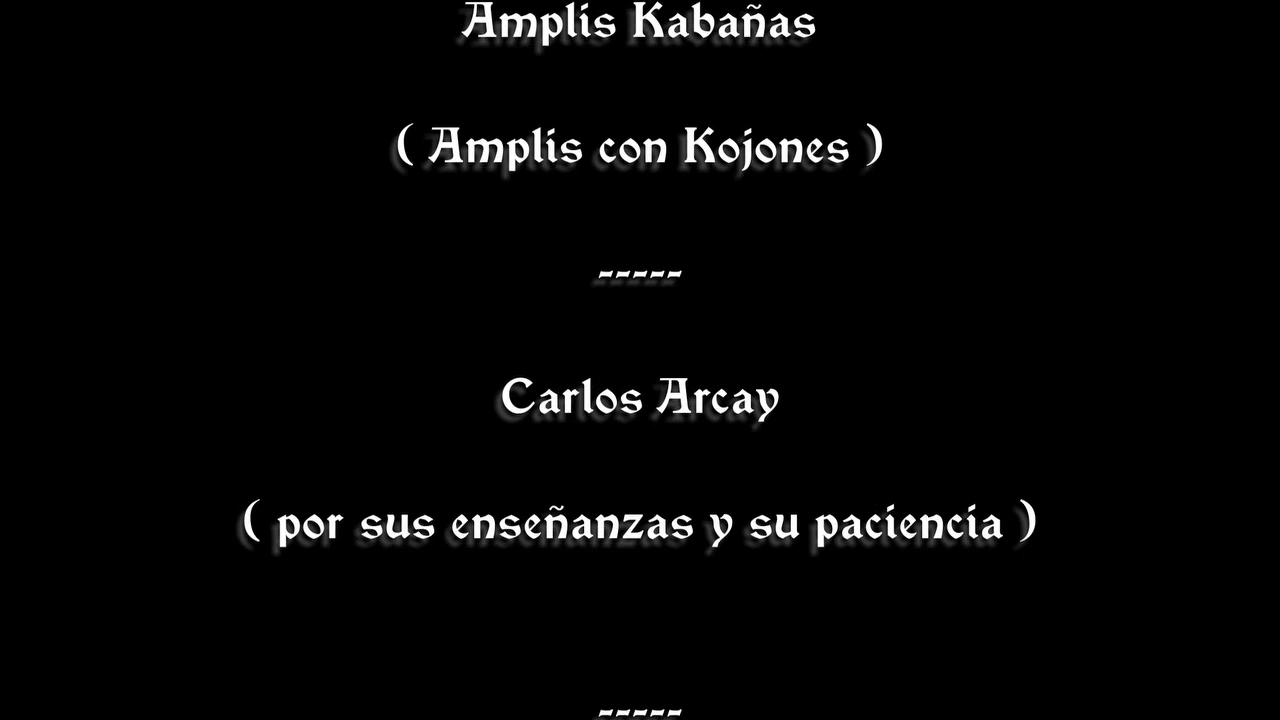 Amplis Kabañas
( Amplis con Kojones )
-----
Carlos Arcay
( por sus enseñanzas y su paciencia )
-----